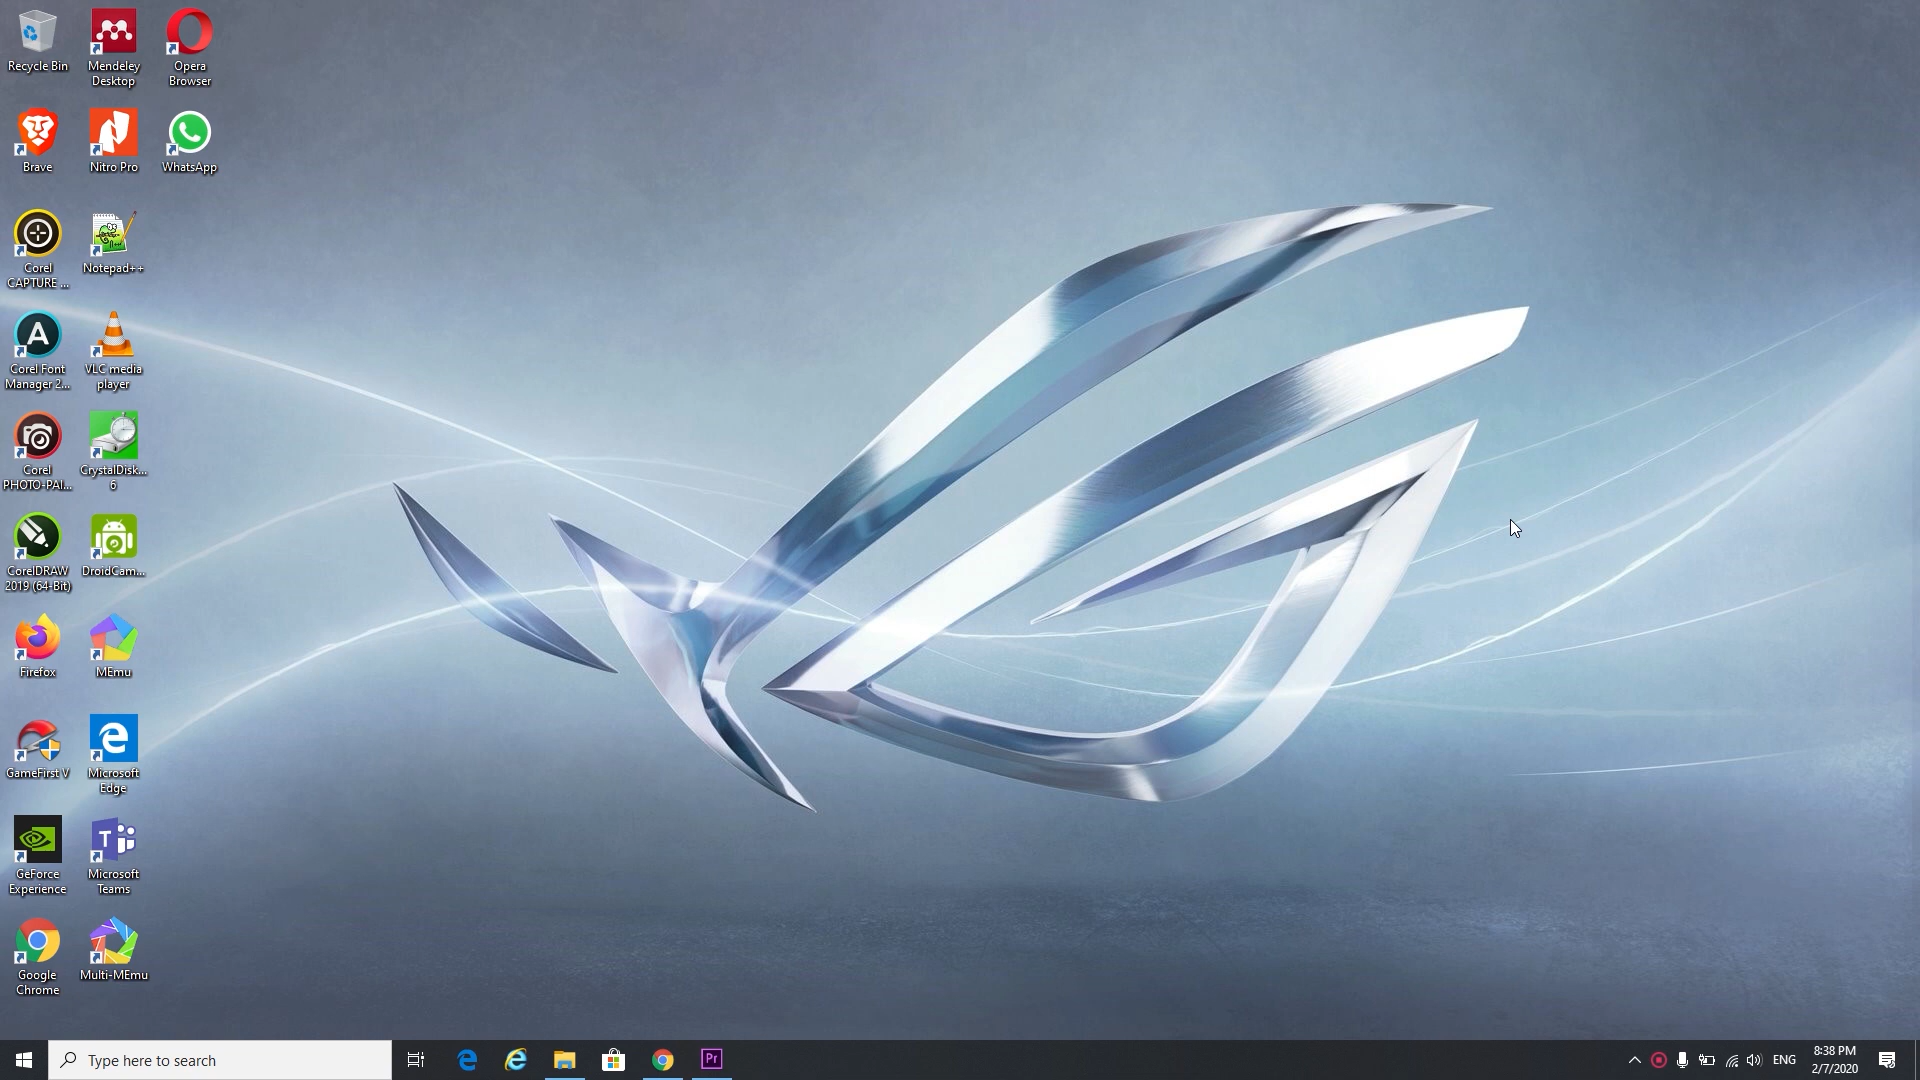 Recycle Bin
Mendeley
Desktop
Opera
Browser
Brave
Nitro Pro
WhatsApp
Corel
CAPTURE ...
Notepad++
Corel Font
Manager 2...
VLC media
player
Corel
PHOTO-PAI...
CrystalDisk...
6
CorelDRAW
2019 (64-Bit)
DroidCam...
Firefox
MEmu
GameFirst V
Microsoft
Edge
GeForce
Experience
Microsoft
Teams
Google
Chrome
Multi-MEmu
Type here to search
Pr
ENG
8:38 PM
2/7/2020